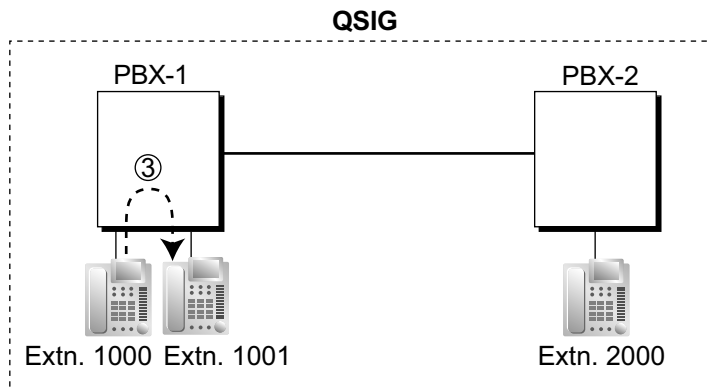 QSIG
PBX-1
PBX-2
③
Extn. 1000
Extn. 1001
Extn. 2000